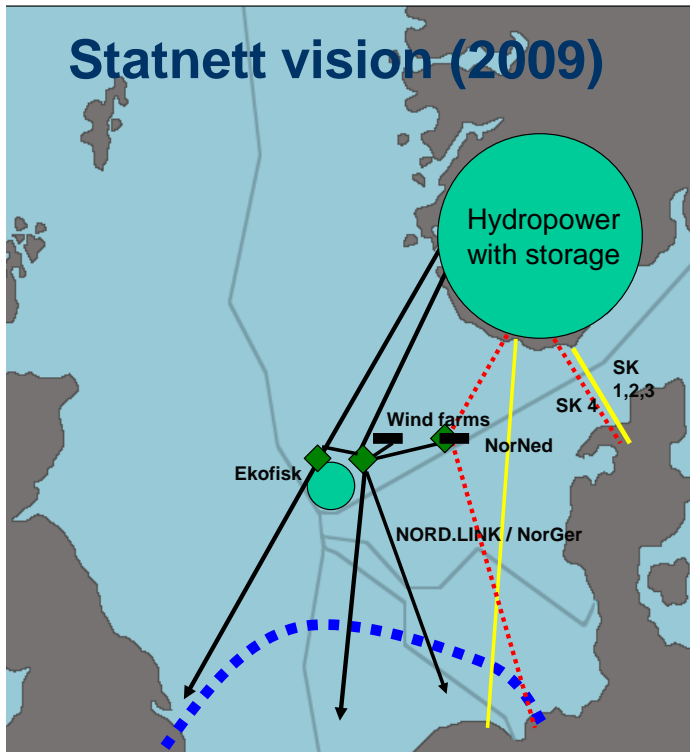 Statnett vision (2009)
Hydropower
with storage
SK
1,2,3
SK 4
Wind farms
NorNed
Ekofisk
NORD.LINK / NorGer